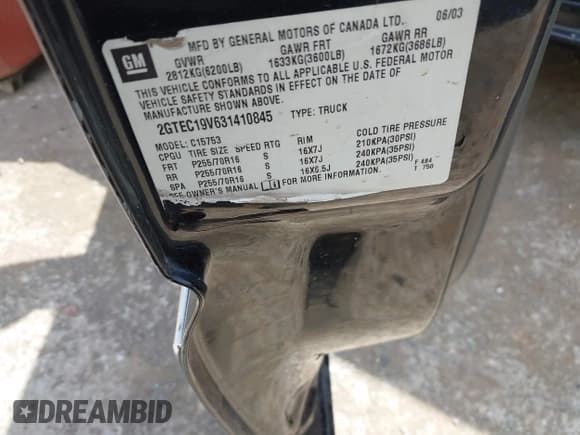 GM
MFD BY GENERAL MOTORS OF CANADA LTD. 06/03
GVWR GAWR FRT GAWR RR
2812KG(6200LB) 1633KG(3600LB) 1672KG(3686LB)
THIS VEHICLE CONFORMS TO ALL APPLICABLE U.S. FEDERAL MOTOR
VEHICLE SAFETY STANDARDS IN EFFECT ON THE DATE OF
MANUFACTURE SHOWN ABOVE.
2GTEC19V631410845 TYPE: TRUCK
MODEL: C15753
CPGU TIRE SIZE SPEED RTG RIM COLD TIRE PRESSURE
FRT P255/70R16 S 16X7J 210KPA(30PSI)
RR P255/70R16 S 16X7J 240KPA(35PSI)
SPA P255/70R16 S 16X6.5J 240KPA(35PSI)
SEE OWNER'S MANUAL i FOR MORE INFORMATION.
F 484
T 750
DREAMBID